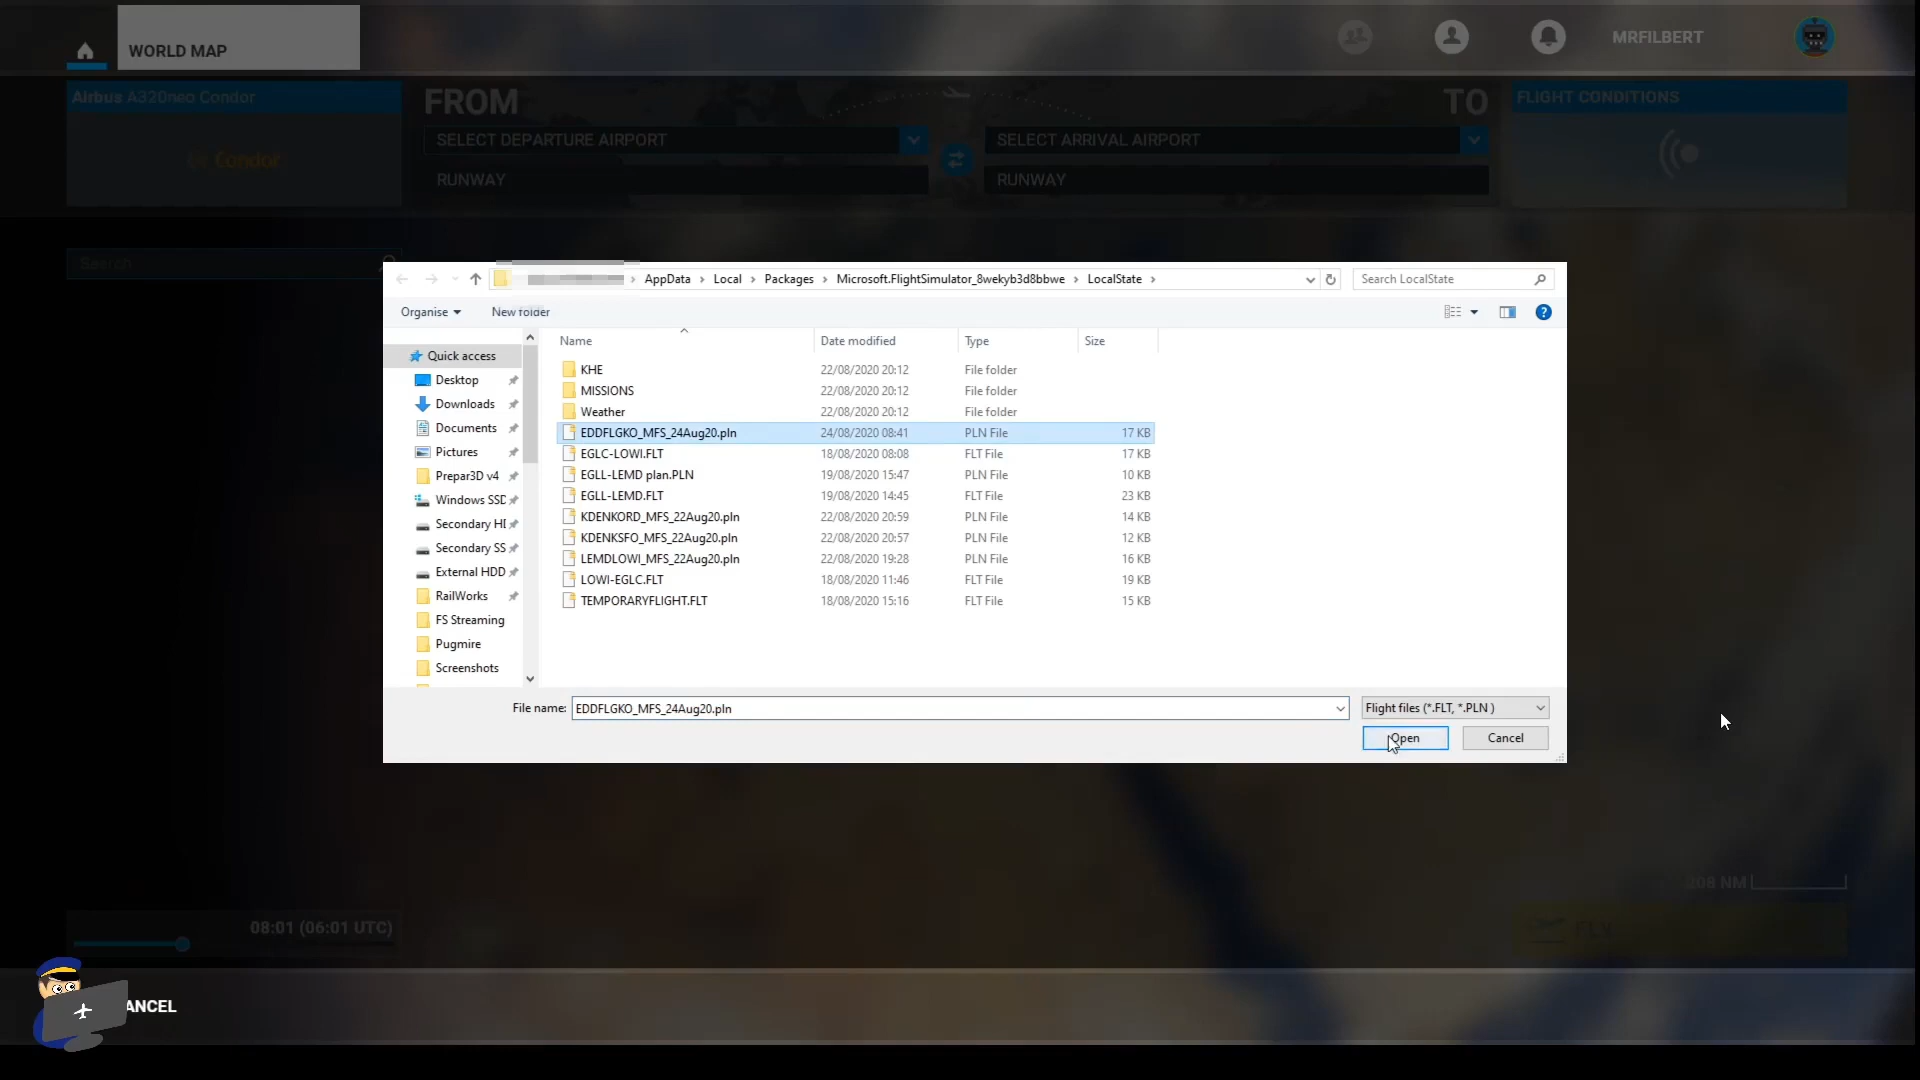 WORLD MAP
MRFILBERT
Airbus A320neo Condor
FROM
TO
FLIGHT CONDITIONS
SELECT DEPARTURE AIRPORT
SELECT ARRIVAL AIRPORT
Condor
RUNWAY
RUNWAY
Search
AppData > Local > Packages > Microsoft.FlightSimulator_8wekyb3d8bbwe > LocalState >
Search LocalState
Organise
New folder
Name Date modified Type Size
Quick access
Desktop
Downloads
Documents
Pictures
Prepar3D v4
Windows SSD
Secondary HD
Secondary SS
External HDD
RailWorks
FS Streaming
Pugmire
Screenshots
KHE 22/08/2020 20:12 File folder
MISSIONS 22/08/2020 20:12 File folder
Weather 22/08/2020 20:12 File folder
EDDFLGKO_MFS_24Aug20.pln 24/08/2020 08:41 PLN File 17 KB
EGLC-LOWI.FLT 18/08/2020 08:08 FLT File 17 KB
EGLL-LEMD plan.PLN 19/08/2020 15:47 PLN File 10 KB
EGLL-LEMD.FLT 19/08/2020 14:45 FLT File 23 KB
KDENKORD_MFS_22Aug20.pln 22/08/2020 20:59 PLN File 14 KB
KDENKSFO_MFS_22Aug20.pln 22/08/2020 20:57 PLN File 12 KB
LEMDLOWI_MFS_22Aug20.pln 22/08/2020 19:28 PLN File 16 KB
LOWI-EGLC.FLT 18/08/2020 11:46 FLT File 19 KB
TEMPORARYFLIGHT.FLT 18/08/2020 15:16 FLT File 15 KB
File name: EDDFLGKO_MFS_24Aug20.pln
Flight files (*.FLT, *.PLN )
Open
Cancel
208 NM
08:01 (06:01 UTC)
FLY
ANCEL